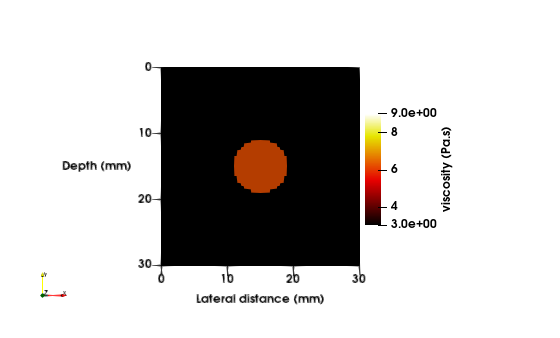 0
10
Depth (mm)
20
30
0 10 20 30
Lateral distance (mm)
9.0e+00
8
6
4
3.0e+00
viscosity (Pa.s)
Y
Z X